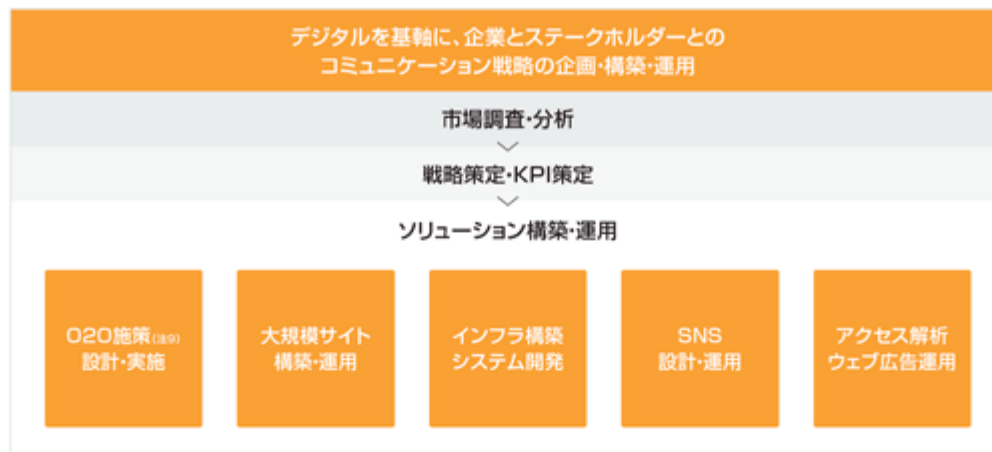 デジタルを基軸に、企業とステークホルダーとの
コミュニケーション戦略の企画・構築・運用
市場調査・分析
戦略策定・KPI策定
ソリューション構築・運用
O2O施策(注9)
設計・実施
大規模サイト
構築・運用
インフラ構築
システム開発
SNS
設計・運用
アクセス解析
ウェブ広告運用